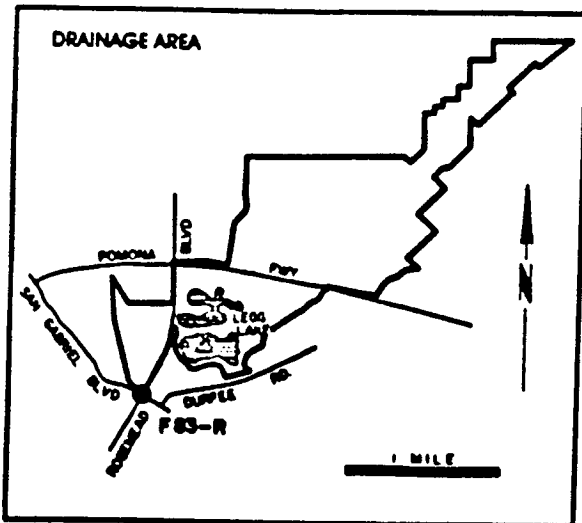 DRAINAGE AREA
BLVD
POMONA
FWY
N
SAN GABRIEL
BLVD
LEGG
LAKE
DURFEE
RD.
F83-R
ROSEMEAD
1 MILE